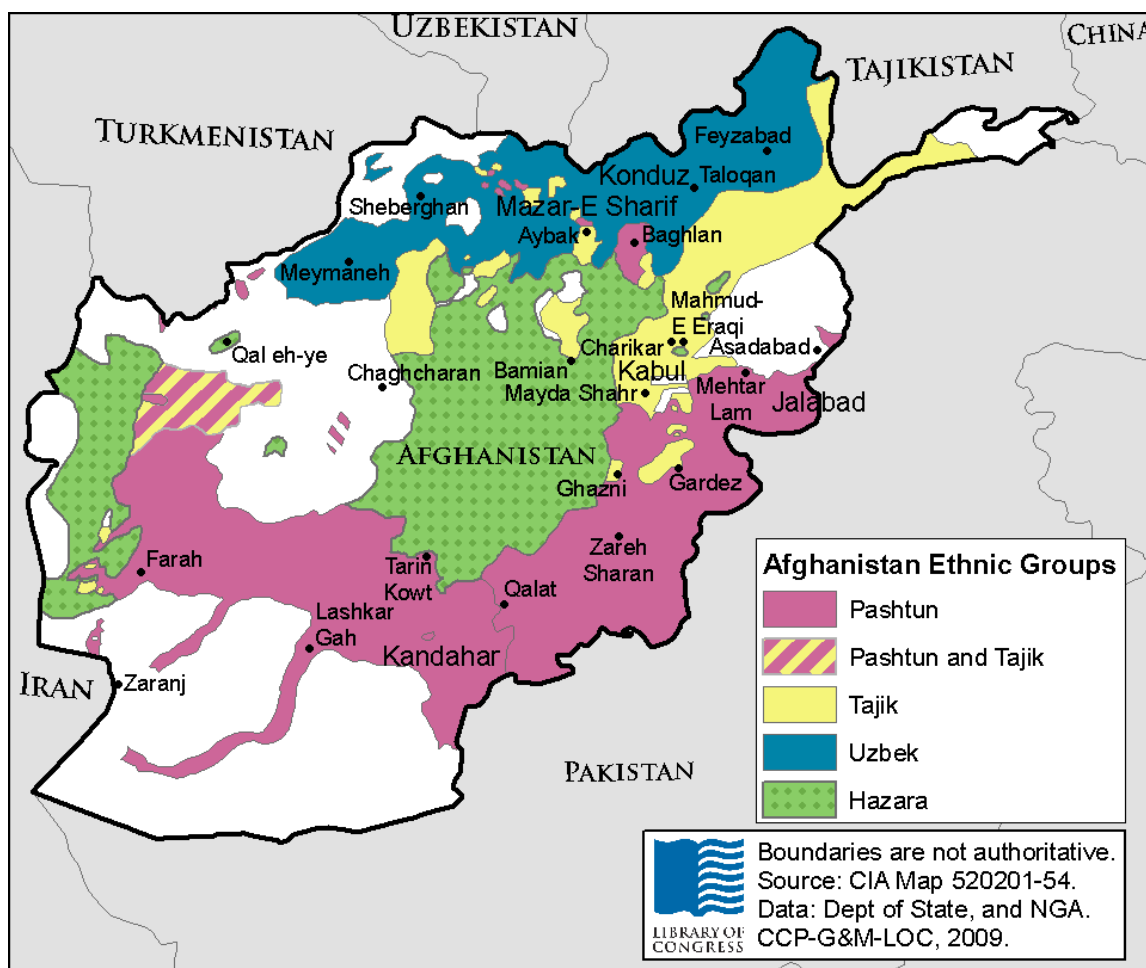 UZBEKISTAN
CHINA
TAJIKISTAN
TURKMENISTAN
Feyzabad
Konduz
Taloqan
Sheberghan
Mazar-E Sharif
Aybak
Baghlan
Meymaneh
Mahmud-
E Eraqi
Qal eh-ye
Charikar
Asadabad
Bamian
Kabul
Chaghcharan
Mayda Shahr
Mehtar
Lam
Jalabad
AFGHANISTAN
Ghazni
Gardez
Farah
Tarin
Kowt
Zareh
Sharan
Qalat
Lashkar
Gah
Kandahar
IRAN
Zaranj
PAKISTAN
Afghanistan Ethnic Groups
Pashtun
Pashtun and Tajik
Tajik
Uzbek
Hazara
LIBRARY OF
CONGRESS
Boundaries are not authoritative.
Source: CIA Map 520201-54.
Data: Dept of State, and NGA.
CCP-G&M-LOC, 2009.